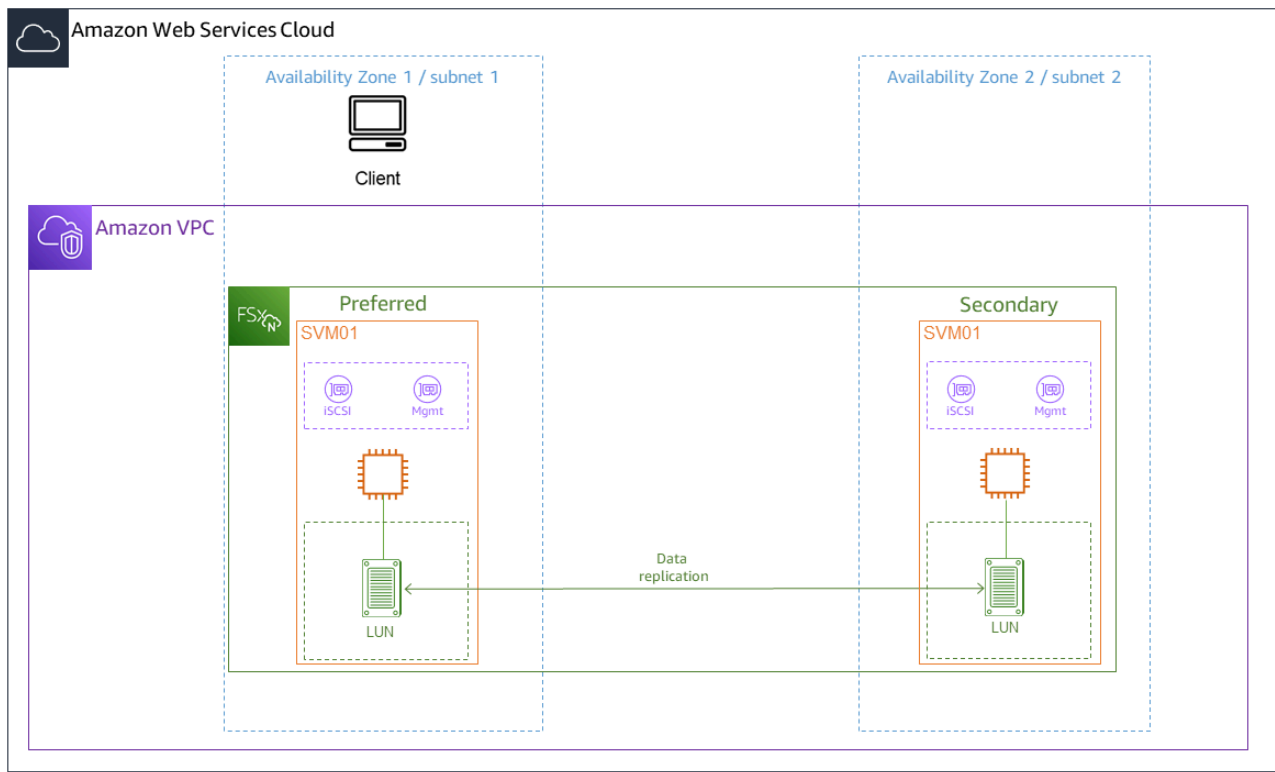 Amazon Web Services Cloud
Availability Zone 1 / subnet 1
Availability Zone 2 / subnet 2
Client
Amazon VPC
FSx
N
Preferred
Secondary
SVM01
SVM01
iSCSI
Mgmt
iSCSI
Mgmt
Data
replication
LUN
LUN